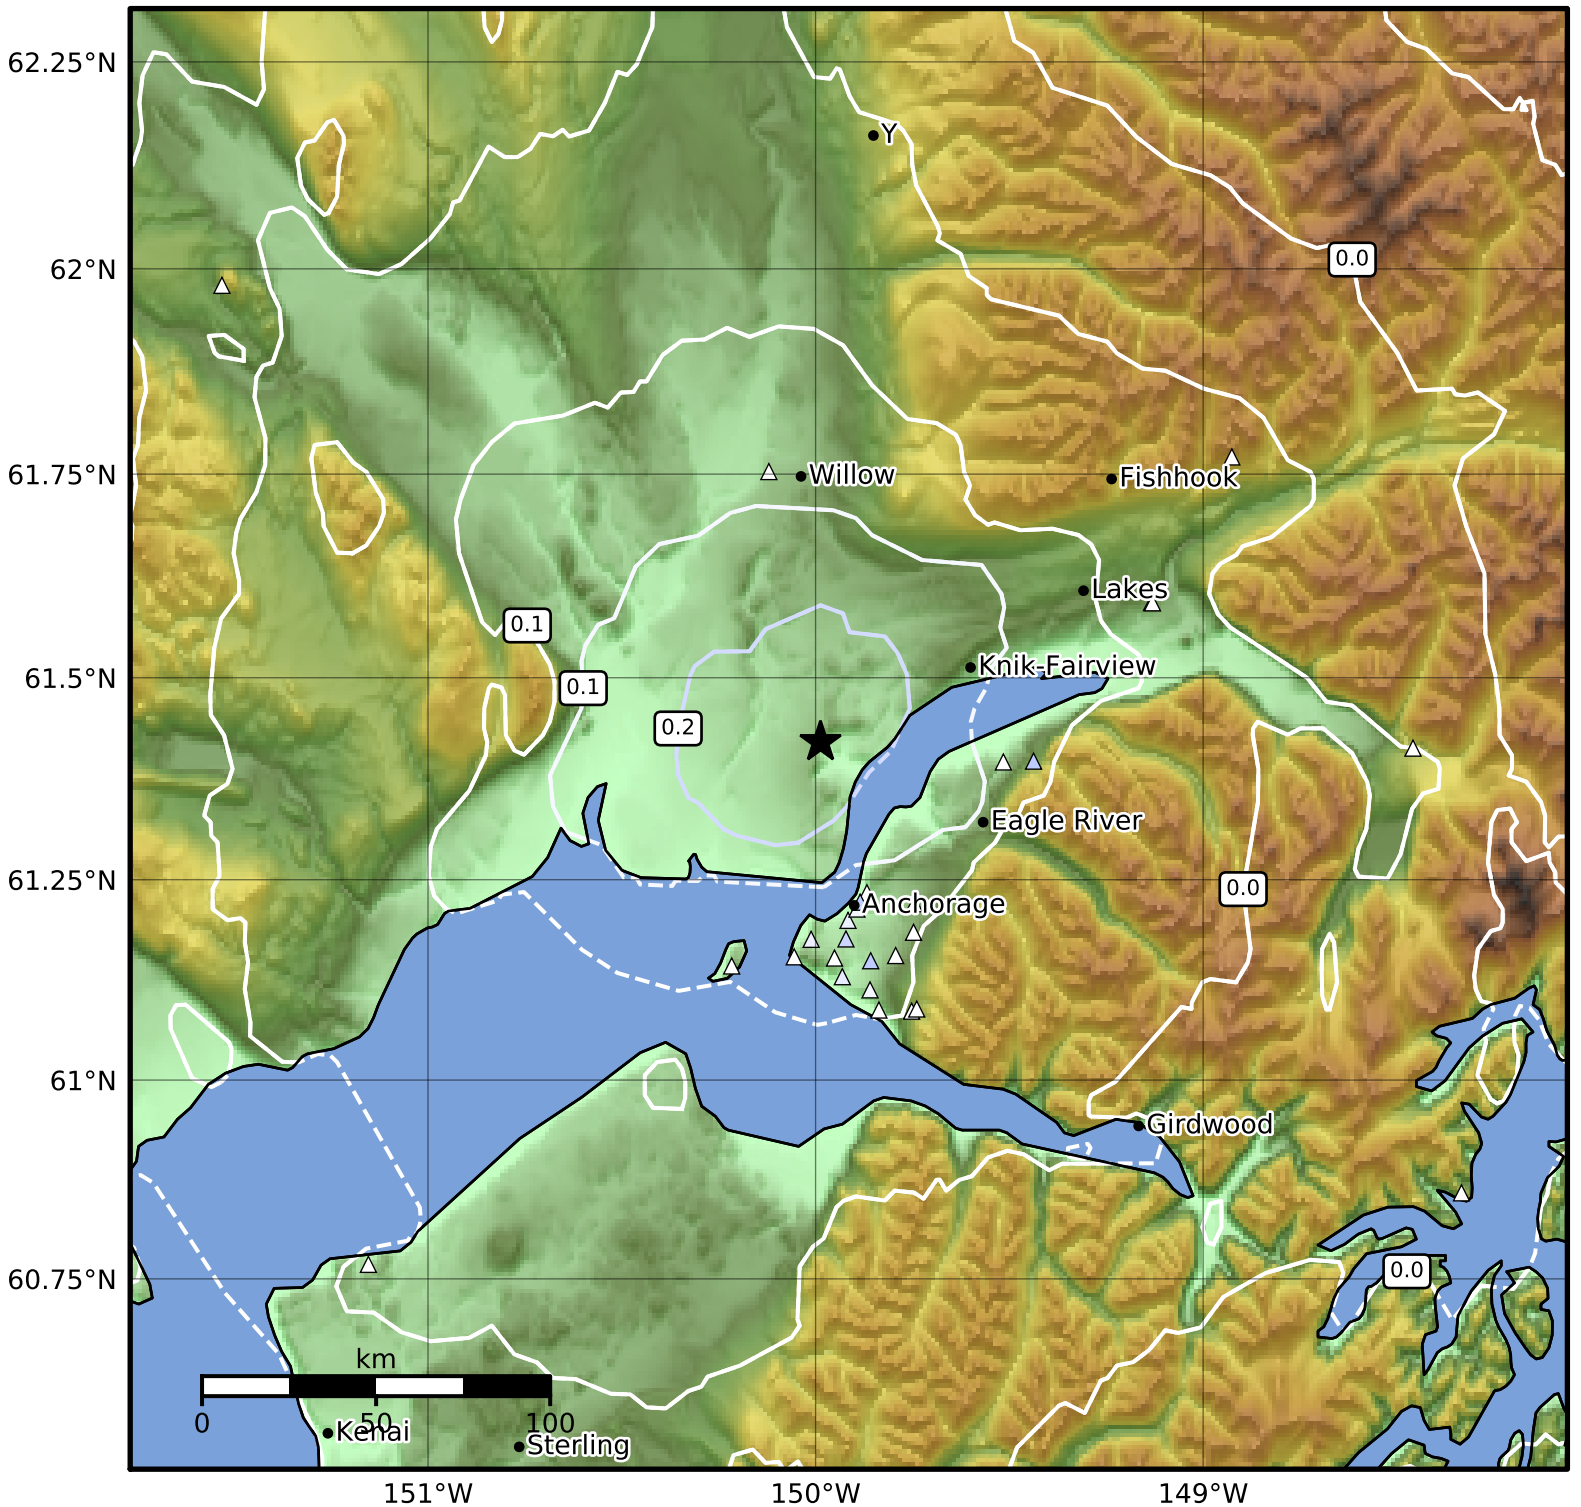 62.25°N
Y
62°N
0.0
61.75°N
Willow
Fishhook
Lakes
0.1
61.5°N
Knik-Fairview
0.1
0.2
Eagle River
61.25°N
0.0
Anchorage
61°N
Girdwood
60.75°N
0.0
km
0 50 100
Kenai
Sterling
151°W 150°W 149°W